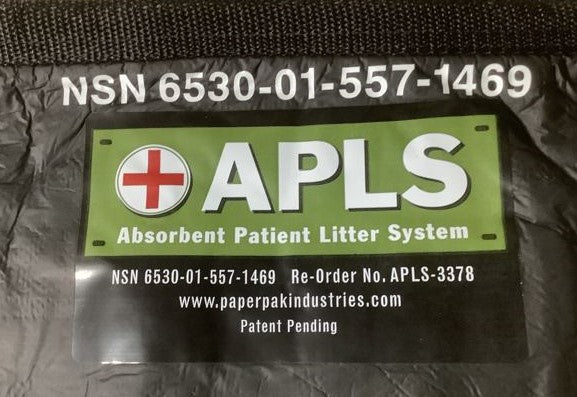 NSN 6530-01-557-1469
APLS
Absorbent Patient Litter System
NSN 6530-01-557-1469 Re-Order No. APLS-3378
www.paperpakindustries.com
Patent Pending